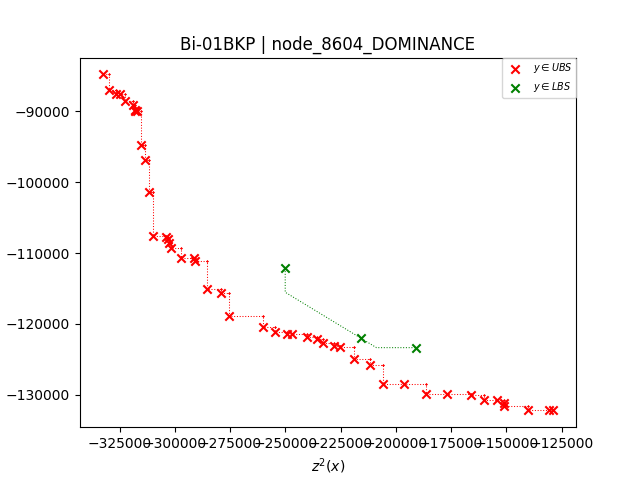 Bi-01BKP | node_8604_DOMINANCE
y ∈ UBS
y ∈ LBS
−90000
−100000
−110000
−120000
−130000
−325000 −300000 −275000 −250000 −225000 −200000 −175000 −150000 −125000
z²(x)